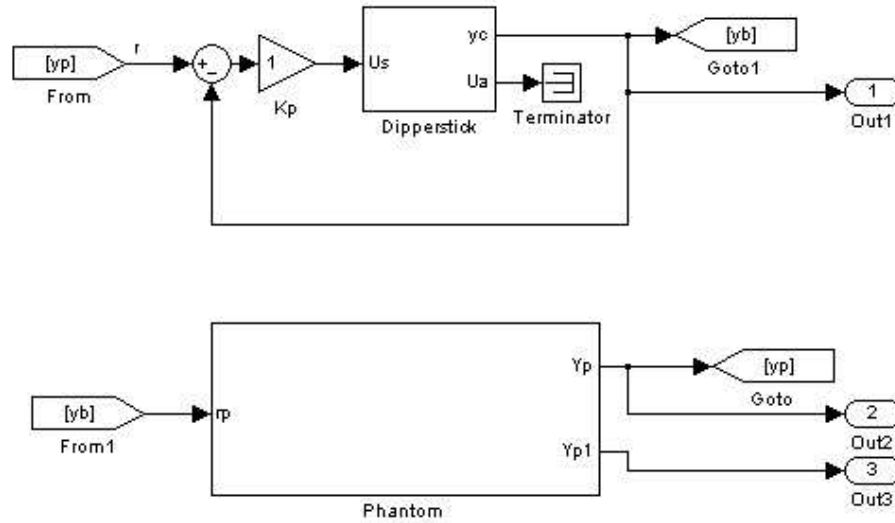 [yp]
From
r
+
-
1
Kp
Us
yc
Ua
Dipperstick
Terminator
[yb]
Goto1
1
Out1
[yb]
From1
rp
Yp
Yp1
Phantom
[yp]
Goto
2
Out2
3
Out3